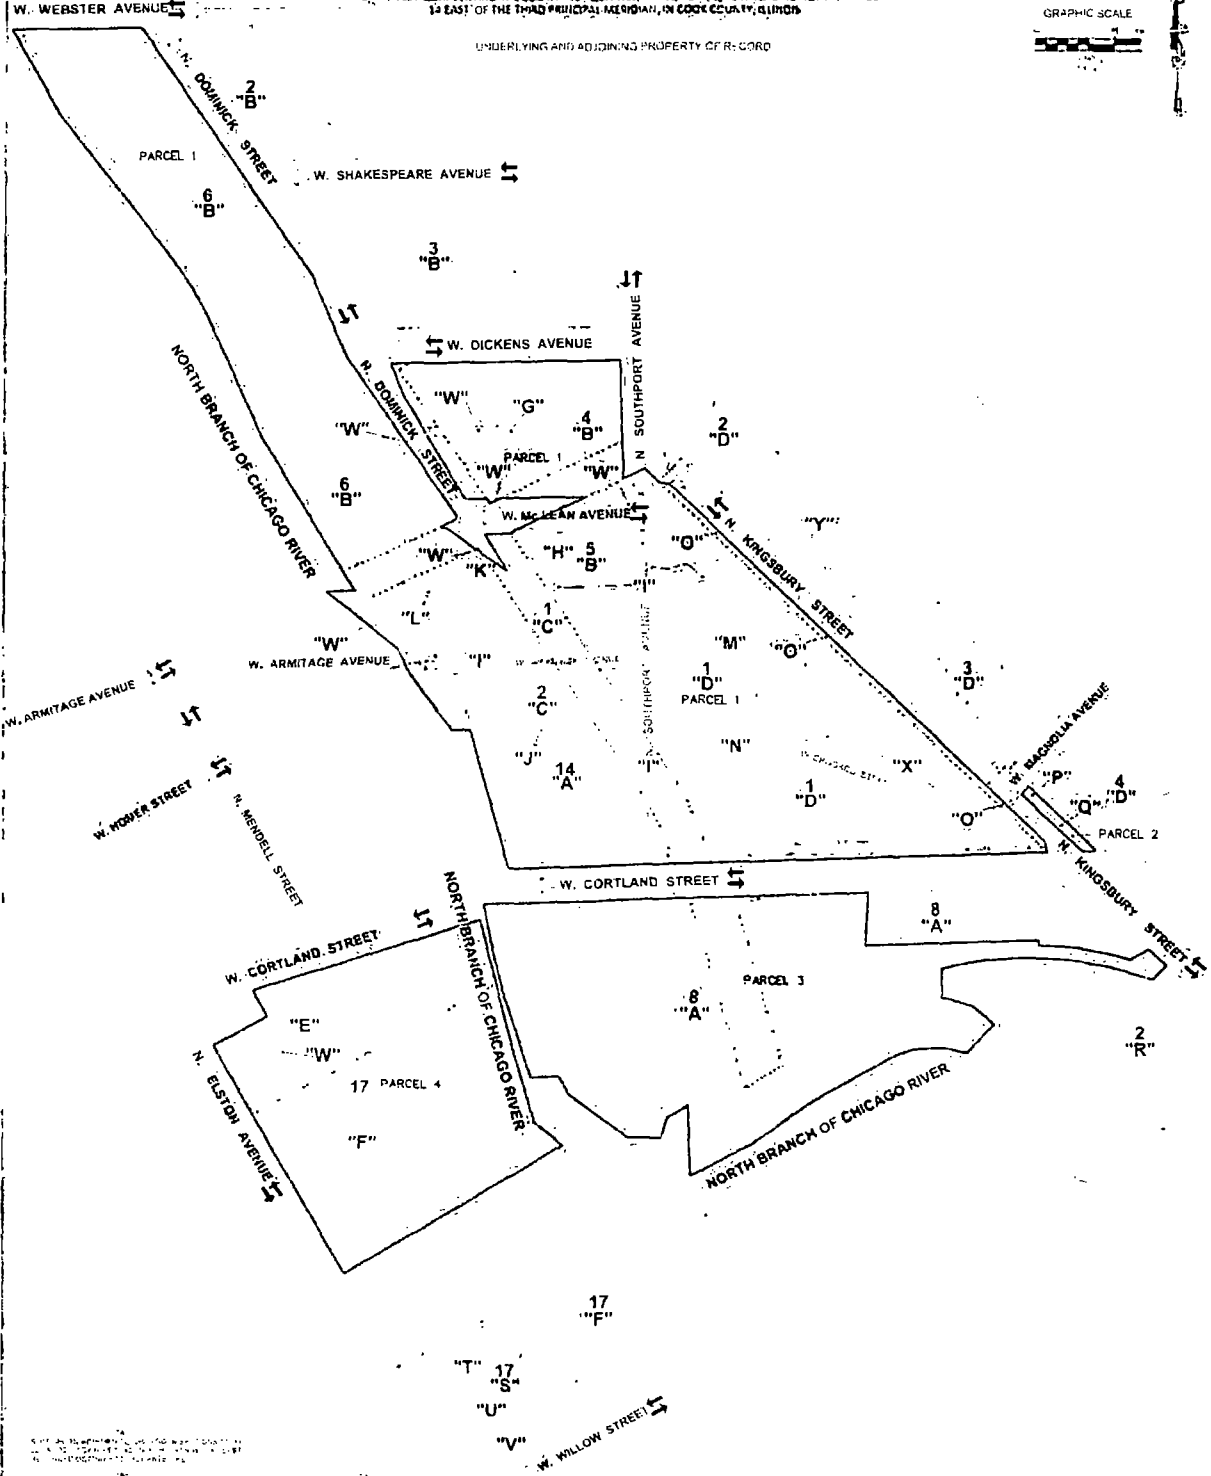 W. WEBSTER AVENUE
13 EAST OF THE THIRD PRINCIPAL MERIDIAN, IN COOK COUNTY, ILLINOIS
GRAPHIC SCALE
UNDERLYING AND ADJOINING PROPERTY OF RECORD
N. DOMINICK STREET
2
"B"
PARCEL 1
W. SHAKESPEARE AVENUE
6
"B"
3
"B"
N SOUTHPORT AVENUE
W. DICKENS AVENUE
NORTH BRANCH OF CHICAGO RIVER
N. DOMINICK STREET
"W"
"G"
"W"
4
"B"
2
"D"
PARCEL 1
"W"
"W"
6
"B"
W. McLEAN AVENUE
N. KINGSBURY STREET
"Y"
"W"
"K"
"H"
5
"B"
"O"
"I"
"L"
1
"C"
"W"
W. ARMITAGE AVENUE
"I"
"M"
"O"
N. SOUTHPORT AVENUE
1
"D"
PARCEL 1
3
"D"
W. ARMITAGE AVENUE
2
"C"
W. MAGNOLIA AVENUE
"J"
14
"A"
"I"
"N"
"X"
1
"D"
"P"
4
"D"
"Q"
"O"
PARCEL 2
W. HOMER STREET
N. MENDELL STREET
N. KINGSBURY STREET
W. CORTLAND STREET
NORTH BRANCH OF CHICAGO RIVER
8
"A"
W. CORTLAND STREET
PARCEL 3
8
"A"
"E"
"W"
2
"R"
17 PARCEL 4
N. ELSTON AVENUE
"F"
NORTH BRANCH OF CHICAGO RIVER
17
"F"
"T"
17
"S"
"U"
"V"
W. WILLOW STREET